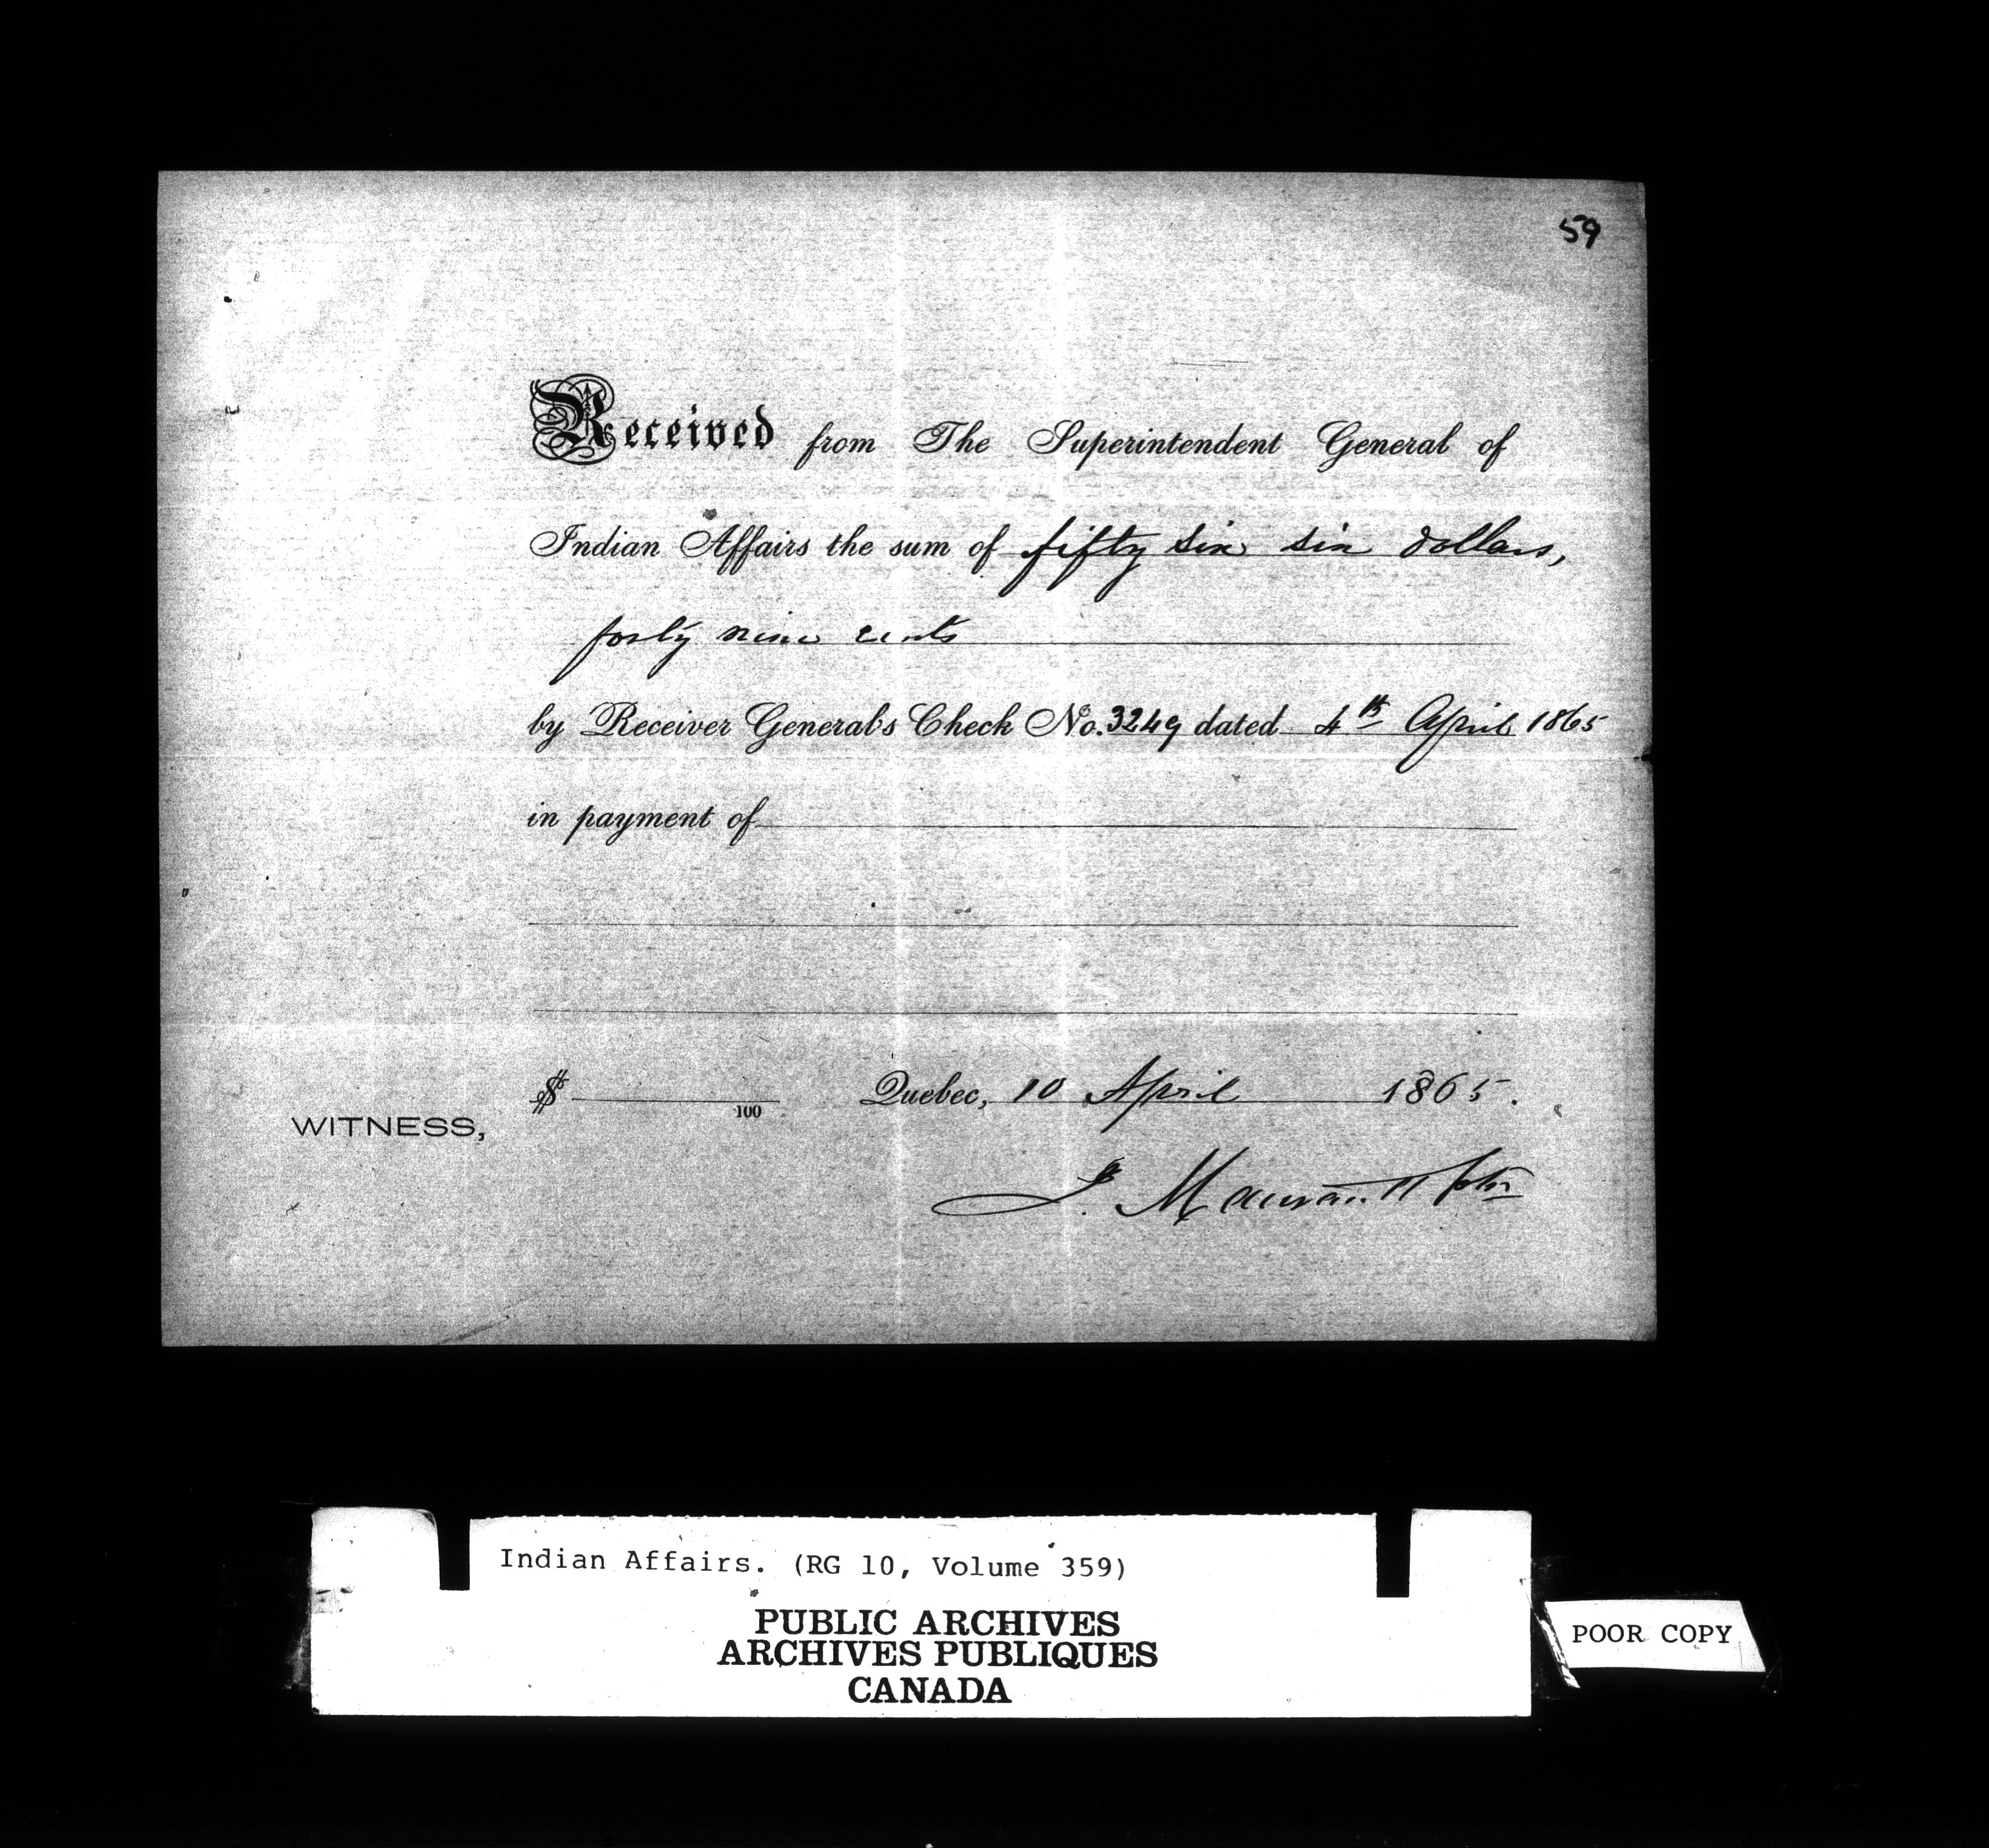 59
Received from The Superintendent General of
Indian Affairs the sum of fifty six six dollars,
forty nine cents
by Receiver General's Check No. 3249 dated 4th April 1865
in payment of
$ 100 Quebec, 10 April 1865.
WITNESS,
J.
Indian Affairs. (RG 10, Volume 359)
PUBLIC ARCHIVES
ARCHIVES PUBLIQUES
CANADA
POOR COPY